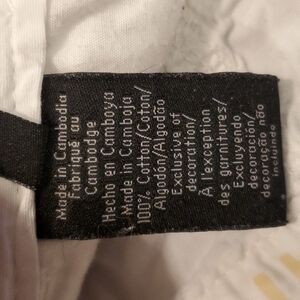 Made in Cambodia
Fabriqué au
Cambodge
Hecho en Camboya
Made in Camboja
100% Cotton/Coton/
Algodón/Algodão
Exclusive of
decoration/
À l'exception
des garnitures/
Excluyendo
decoración/
decoração não
incluindo